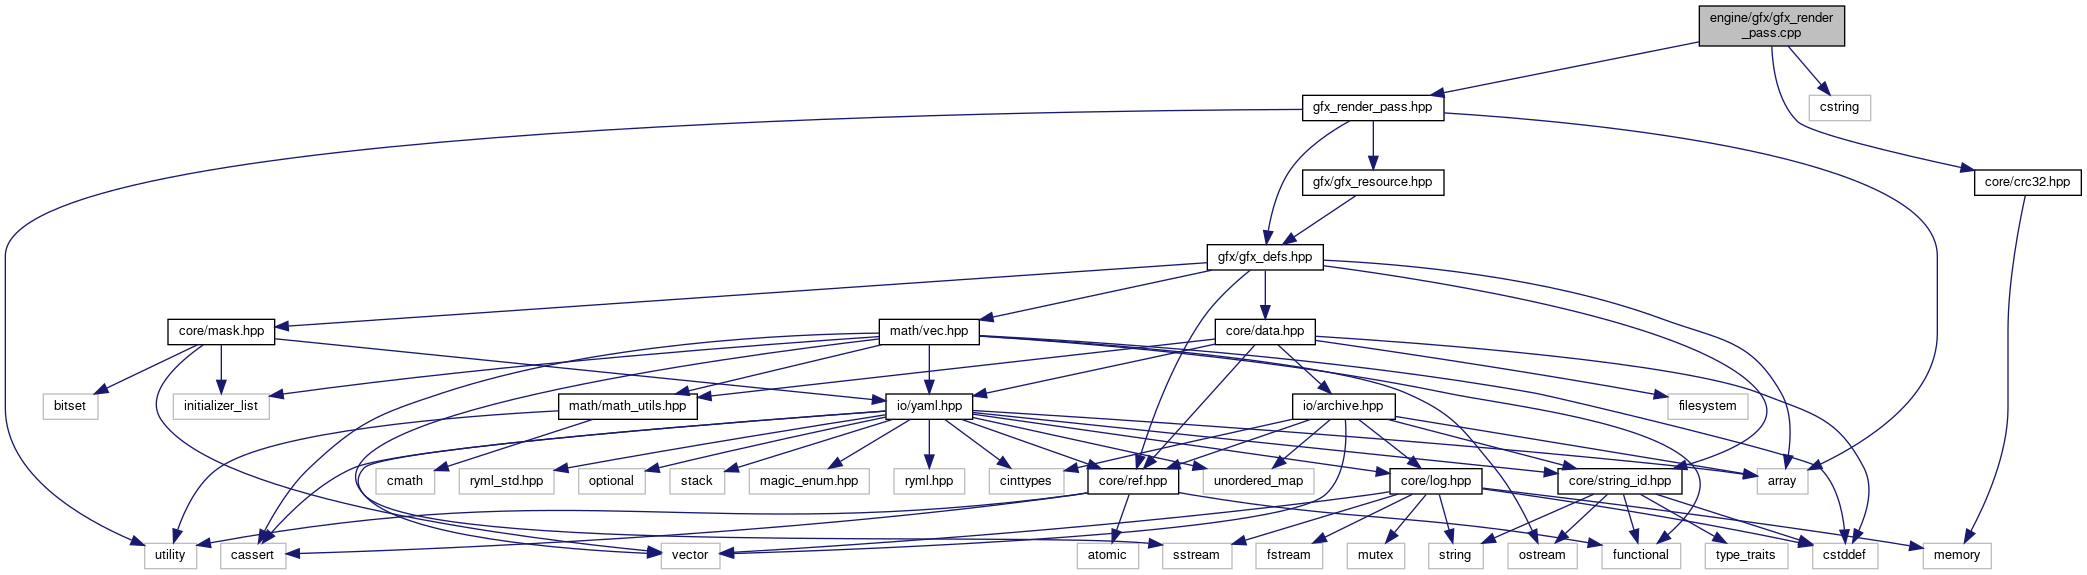 engine/gfx/gfx_render
_pass.cpp
gfx_render_pass.hpp
cstring
gfx/gfx_resource.hpp
core/crc32.hpp
gfx/gfx_defs.hpp
core/mask.hpp
math/vec.hpp
core/data.hpp
bitset
initializer_list
math/math_utils.hpp
io/yaml.hpp
io/archive.hpp
filesystem
cmath
ryml_std.hpp
optional
stack
magic_enum.hpp
ryml.hpp
cinttypes
core/ref.hpp
unordered_map
core/log.hpp
core/string_id.hpp
array
utility
cassert
vector
atomic
sstream
fstream
mutex
string
ostream
functional
type_traits
cstddef
memory